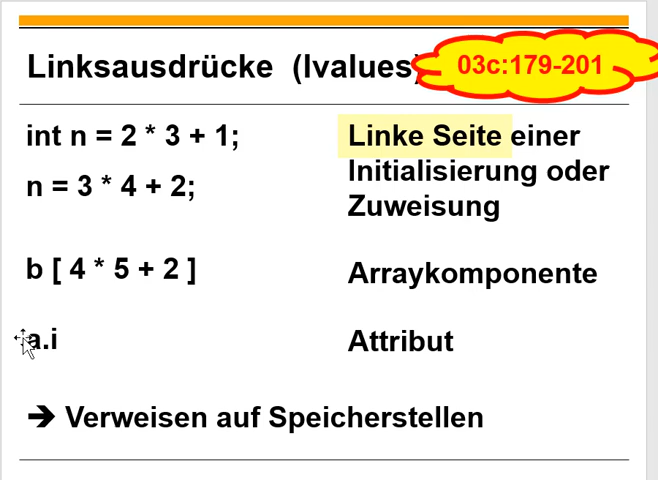 Linksausdrücke (lvalues)
03c:179-201
int n = 2 * 3 + 1;
n = 3 * 4 + 2;
Linke Seite einer
Initialisierung oder
Zuweisung
b [ 4 * 5 + 2 ]
Arraykomponente
a.i
Attribut
➔ Verweisen auf Speicherstellen